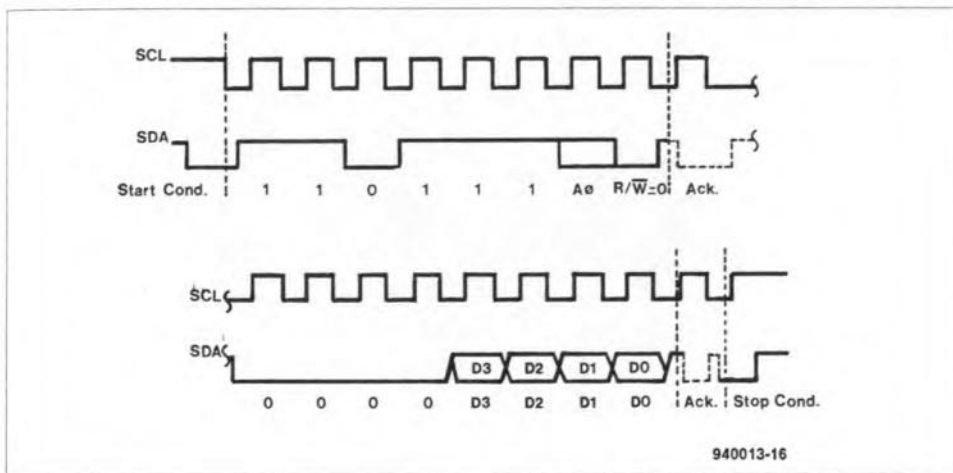 SCL
SDA
Start Cond. 1 1 0 1 1 1 Aø R/W̅=0 Ack.
SCL
SDA
D3 D2 D1 D0
0 0 0 0 D3 D2 D1 D0 Ack. Stop Cond.
940013-16